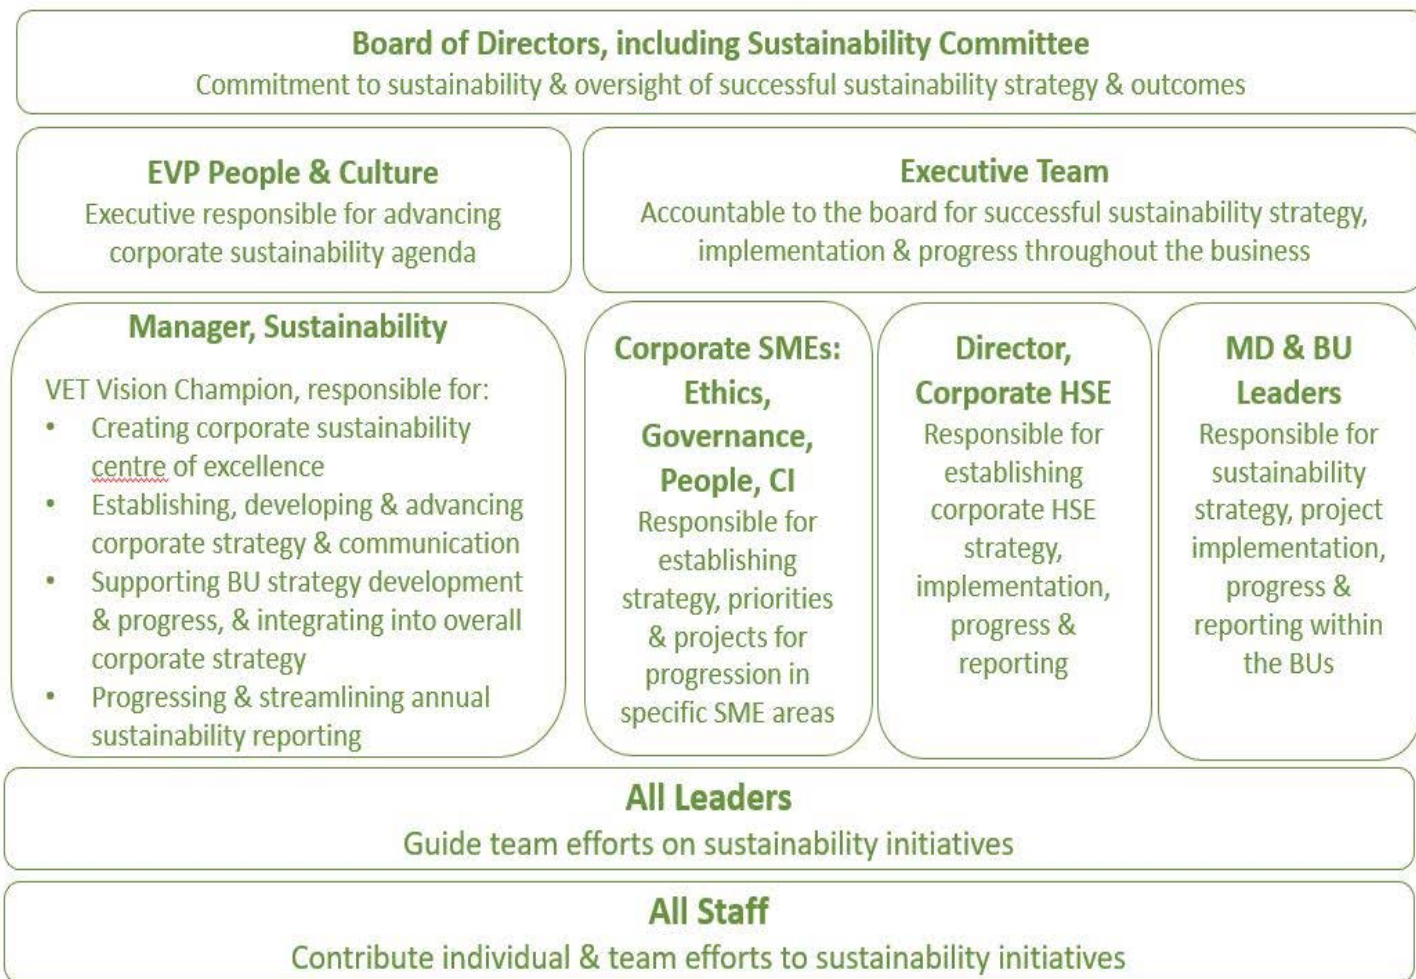 Board of Directors, including Sustainability Committee
Commitment to sustainability & oversight of successful sustainability strategy & outcomes
EVP People & Culture
Executive responsible for advancing
corporate sustainability agenda
Executive Team
Accountable to the board for successful sustainability strategy,
implementation & progress throughout the business
Manager, Sustainability
VET Vision Champion, responsible for:
• Creating corporate sustainability
centre of excellence
• Establishing, developing & advancing
corporate strategy & communication
• Supporting BU strategy development
& progress, & integrating into overall
corporate strategy
• Progressing & streamlining annual
sustainability reporting
Corporate SMEs:
Ethics,
Governance,
People, CI
Responsible for
establishing
strategy, priorities
& projects for
progression in
specific SME areas
Director,
Corporate HSE
Responsible for
establishing
corporate HSE
strategy,
implementation,
progress &
reporting
MD & BU
Leaders
Responsible for
sustainability
strategy, project
implementation,
progress &
reporting within
the BUs
All Leaders
Guide team efforts on sustainability initiatives
All Staff
Contribute individual & team efforts to sustainability initiatives